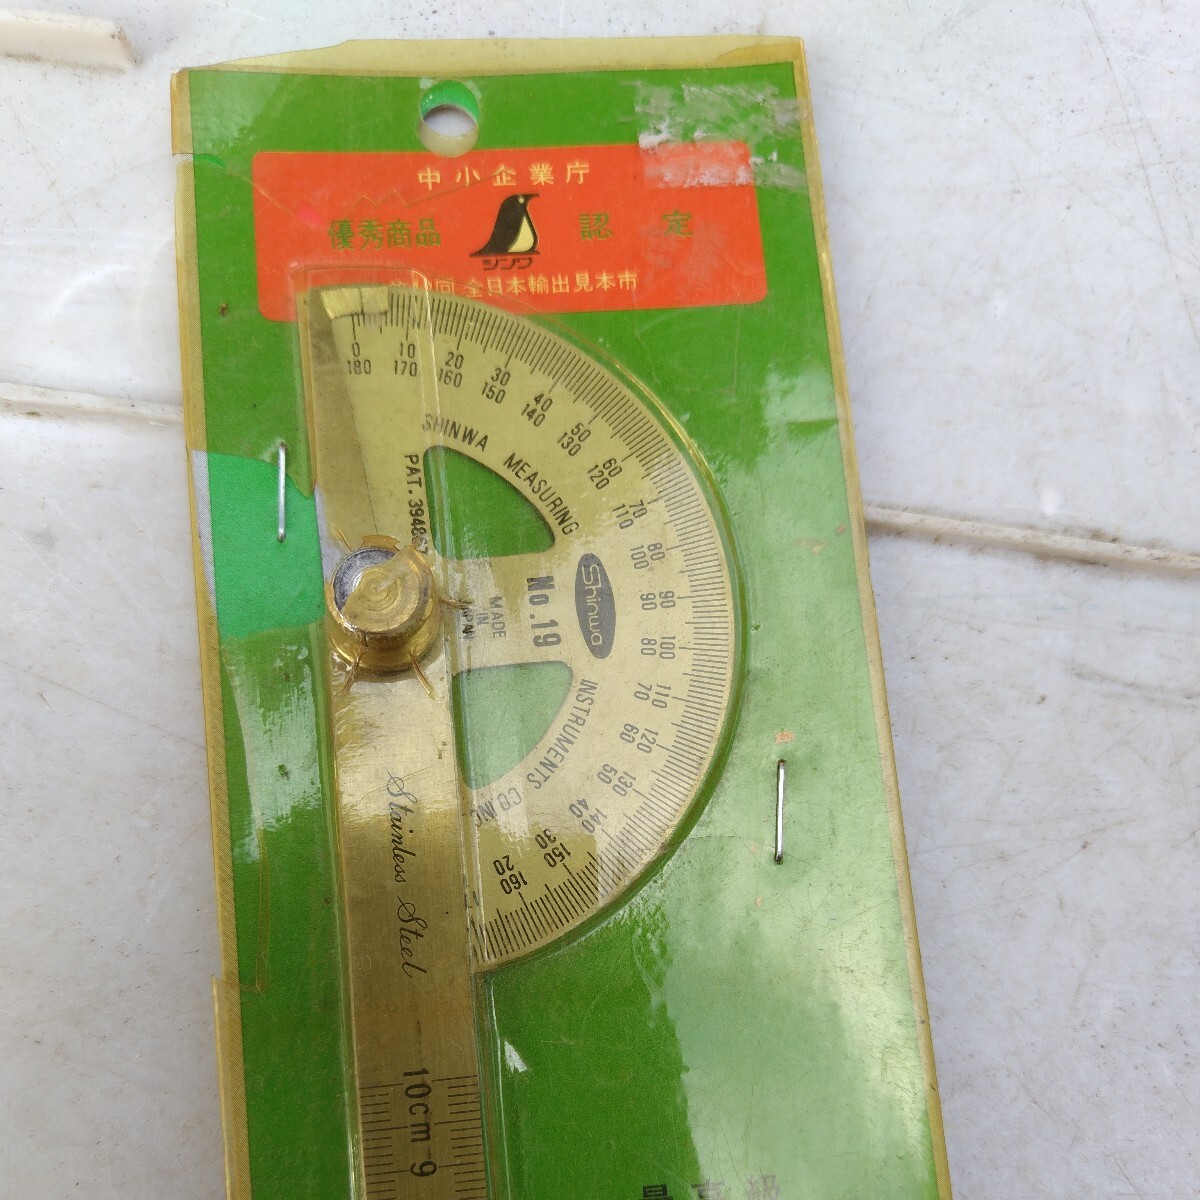 中小企業庁
優秀商品 認定
シンワ
回 全日本輸出見本市
0 10 20 30 40 50 60 70 80 90 100 110 120 130 140 150 160
180 170 160 150 140 130 120 110 100 90 80 70 60 50 40 30 20
SHINWA MEASURING INSTRUMENTS CO.,INC
PAT.39486
Shinwa
No.19
MADE
IN
JAPAN
Stainless Steel
10cm 9